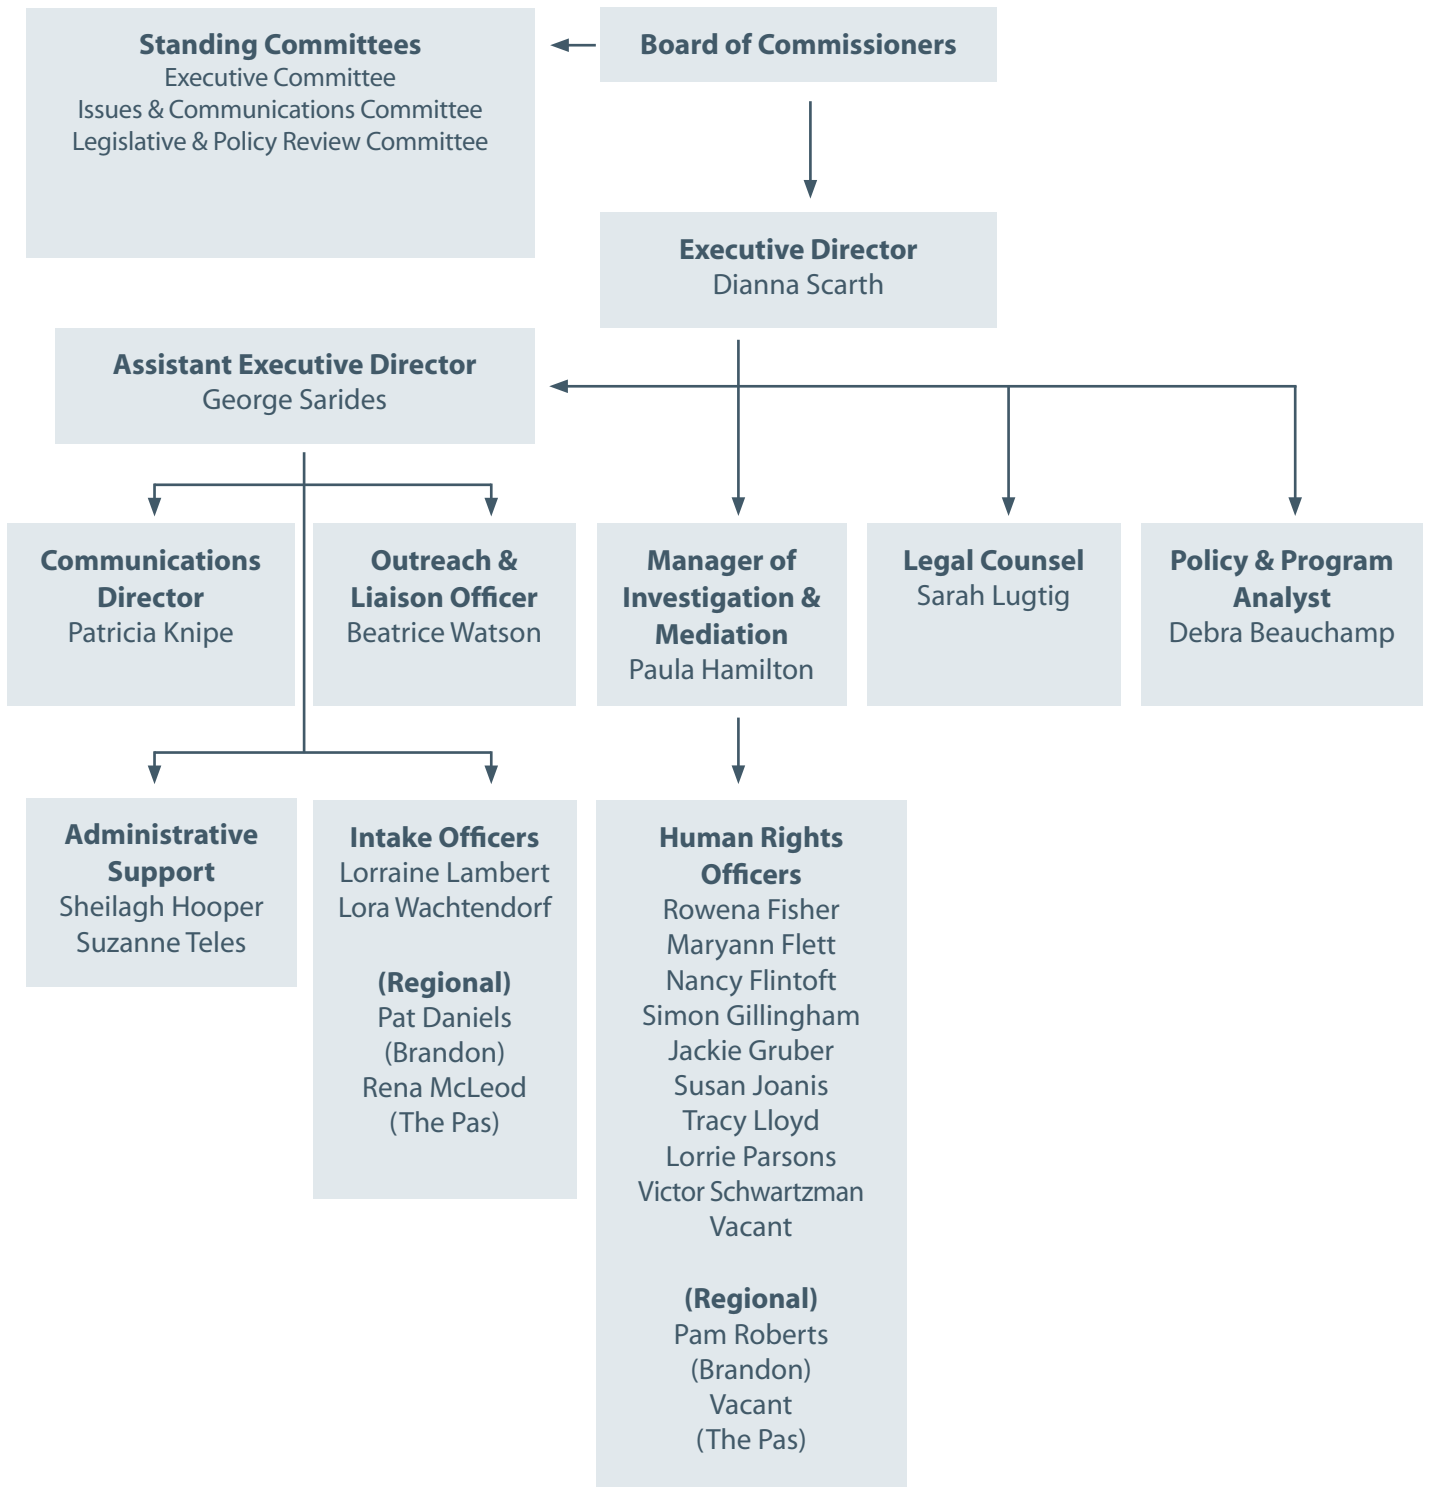 Standing Committees
Executive Committee
Issues & Communications Committee
Legislative & Policy Review Committee
Board of Commissioners
Executive Director
Dianna Scarth
Assistant Executive Director
George Sarides
Communications
Director
Patricia Knipe
Outreach &
Liaison Officer
Beatrice Watson
Manager of
Investigation &
Mediation
Paula Hamilton
Legal Counsel
Sarah Lugtig
Policy & Program
Analyst
Debra Beauchamp
Administrative
Support
Sheilagh Hooper
Suzanne Teles
Intake Officers
Lorraine Lambert
Lora Wachtendorf
(Regional)
Pat Daniels
(Brandon)
Rena McLeod
(The Pas)
Human Rights
Officers
Rowena Fisher
Maryann Flett
Nancy Flintoft
Simon Gillingham
Jackie Gruber
Susan Joanis
Tracy Lloyd
Lorrie Parsons
Victor Schwartzman
Vacant
(Regional)
Pam Roberts
(Brandon)
Vacant
(The Pas)